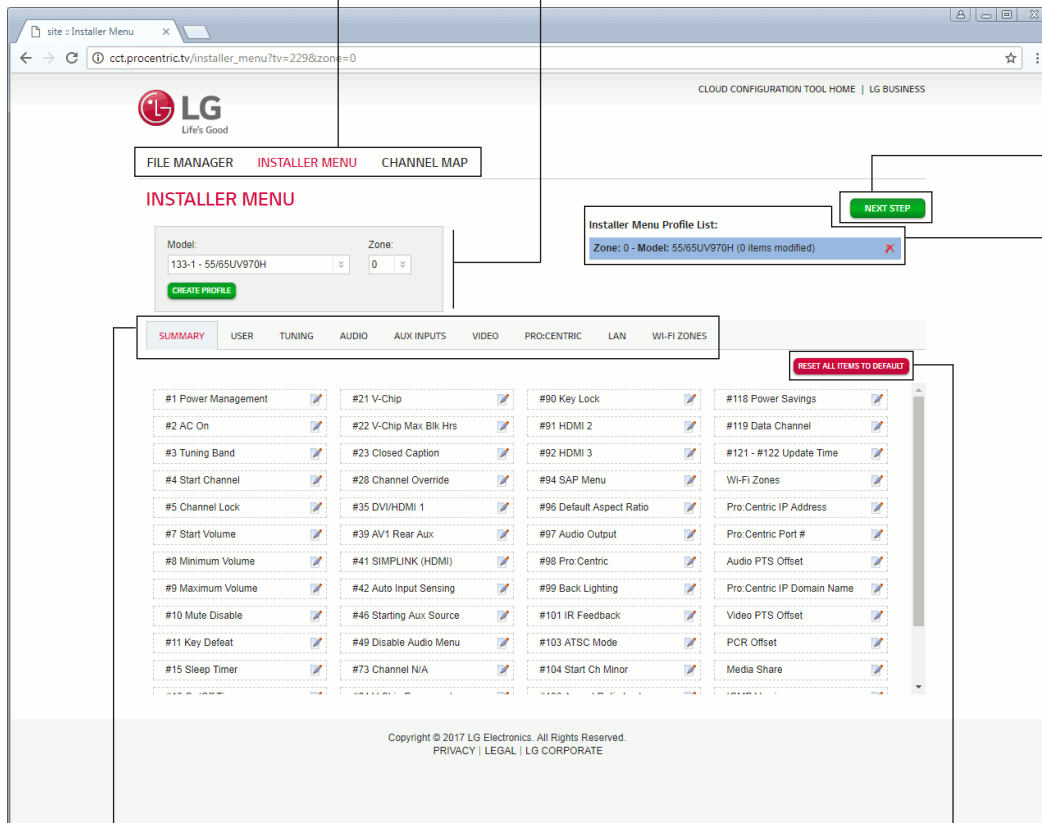 site :: Installer Menu
cct.procentric.tv/installer_menu?tv=229&zone=0
CLOUD CONFIGURATION TOOL HOME | LG BUSINESS
LG
Life's Good
FILE MANAGER INSTALLER MENU CHANNEL MAP
INSTALLER MENU
NEXT STEP
Installer Menu Profile List:
Zone: 0 - Model: 55/65UV970H (0 items modified)
Model: Zone:
133-1 - 55/65UV970H 0
CREATE PROFILE
SUMMARY USER TUNING AUDIO AUX INPUTS VIDEO PRO:CENTRIC LAN WI-FI ZONES
RESET ALL ITEMS TO DEFAULT
#1 Power Management #21 V-Chip #90 Key Lock #118 Power Savings
#2 AC On #22 V-Chip Max Blk Hrs #91 HDMI 2 #119 Data Channel
#3 Tuning Band #23 Closed Caption #92 HDMI 3 #121 - #122 Update Time
#4 Start Channel #28 Channel Override #94 SAP Menu Wi-Fi Zones
#5 Channel Lock #35 DVI/HDMI 1 #96 Default Aspect Ratio Pro:Centric IP Address
#7 Start Volume #39 AV1 Rear Aux #97 Audio Output Pro:Centric Port #
#8 Minimum Volume #41 SIMPLINK (HDMI) #98 Pro:Centric Audio PTS Offset
#9 Maximum Volume #42 Auto Input Sensing #99 Back Lighting Pro:Centric IP Domain Name
#10 Mute Disable #46 Starting Aux Source #101 IR Feedback Video PTS Offset
#11 Key Defeat #49 Disable Audio Menu #103 ATSC Mode PCR Offset
#15 Sleep Timer #73 Channel N/A #104 Start Ch Minor Media Share
Copyright © 2017 LG Electronics. All Rights Reserved.
PRIVACY | LEGAL | LG CORPORATE